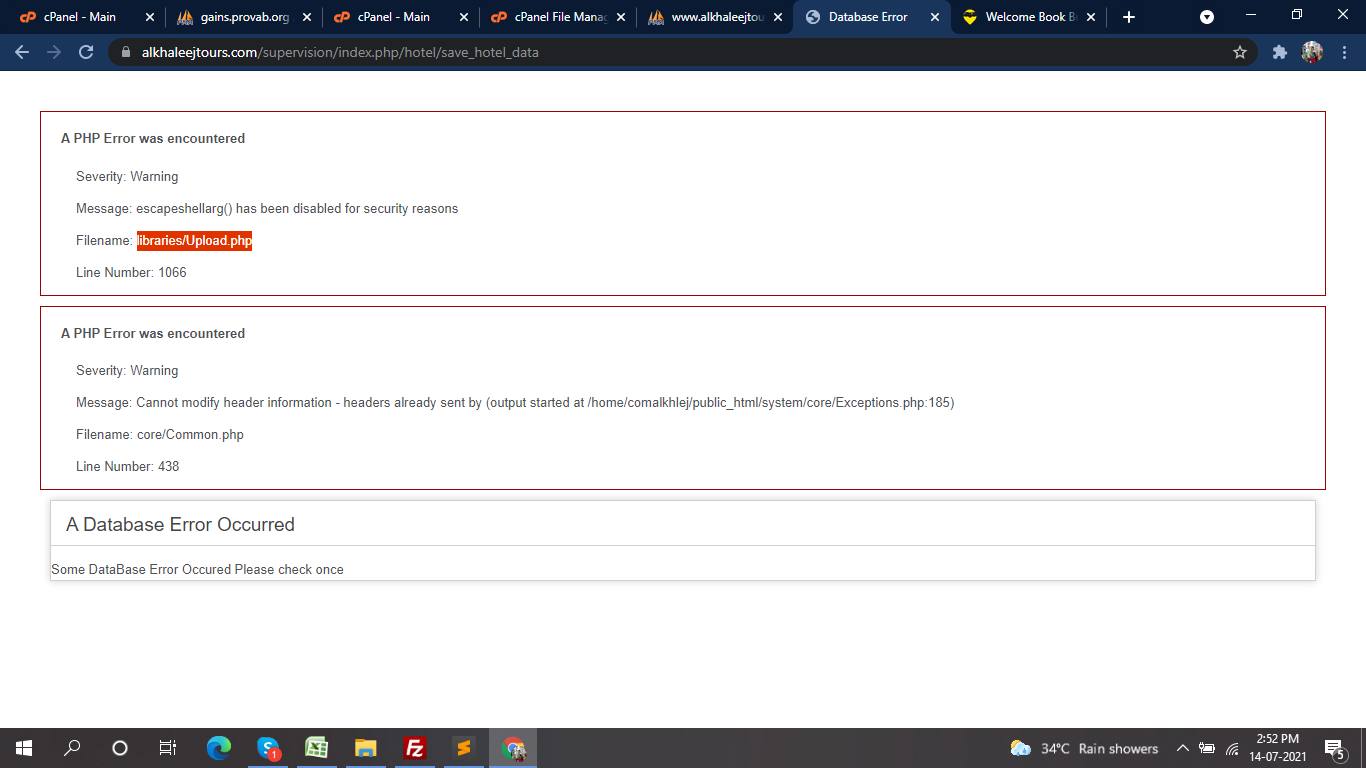 cPanel - Main
gains.provab.org
cPanel - Main
cPanel File Manag
www.alkhaleejtou
Database Error
Welcome Book B
alkhaleejtours.com/supervision/index.php/hotel/save_hotel_data
A PHP Error was encountered
Severity: Warning
Message: escapeshellarg() has been disabled for security reasons
Filename: libraries/Upload.php
Line Number: 1066
A PHP Error was encountered
Severity: Warning
Message: Cannot modify header information - headers already sent by (output started at /home/comalkhlej/public_html/system/core/Exceptions.php:185)
Filename: core/Common.php
Line Number: 438
A Database Error Occurred
Some DataBase Error Occured Please check once
34°C Rain showers
2:52 PM
14-07-2021
5
1